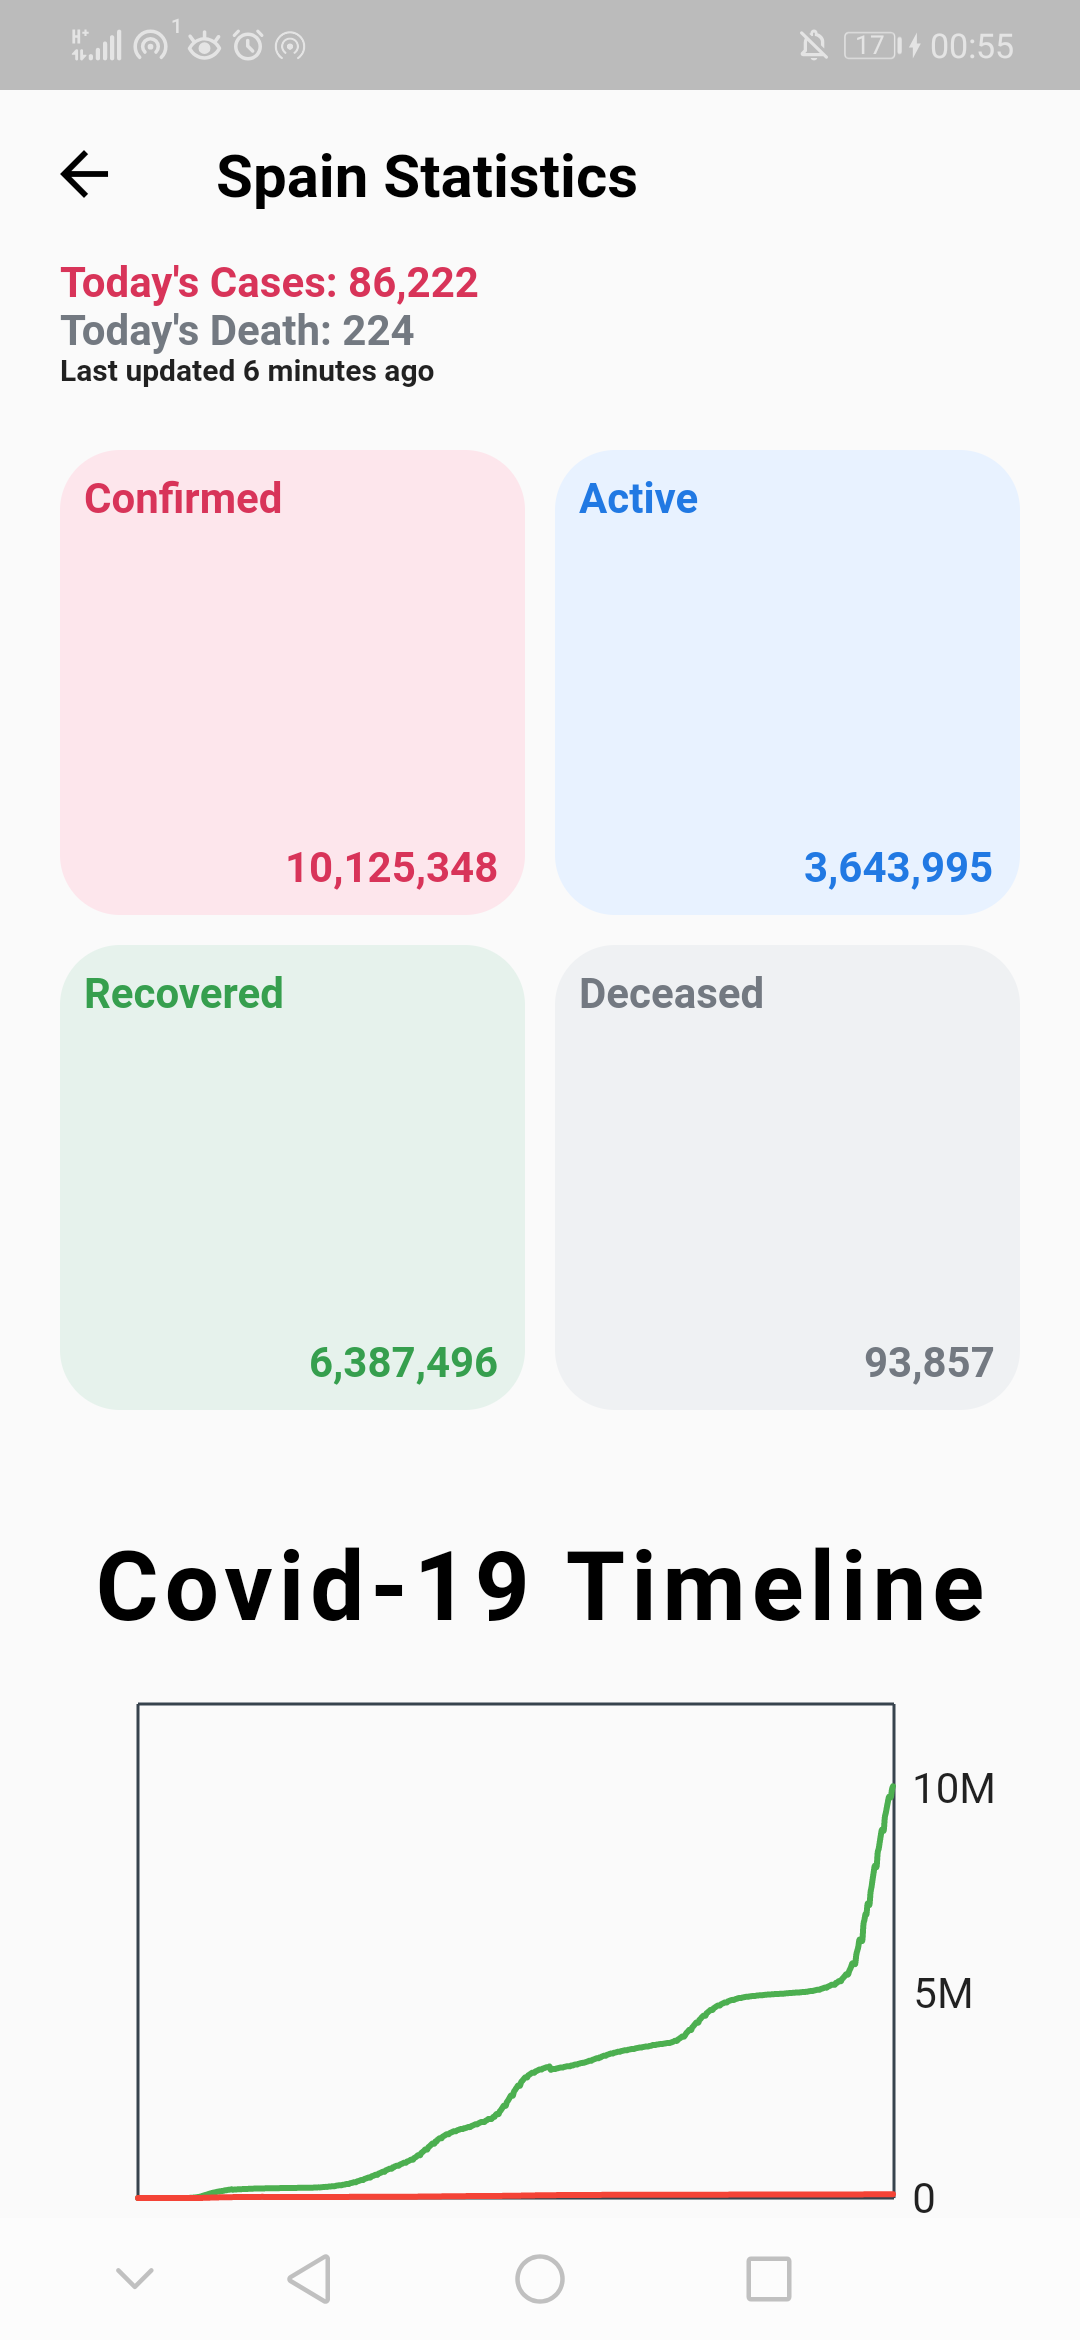 H+ 1 17 00:55
Spain Statistics
Today's Cases: 86,222
Today's Death: 224
Last updated 6 minutes ago
Confirmed
Active
10,125,348
3,643,995
Recovered
Deceased
6,387,496
93,857
Covid-19 Timeline
10M
5M
0